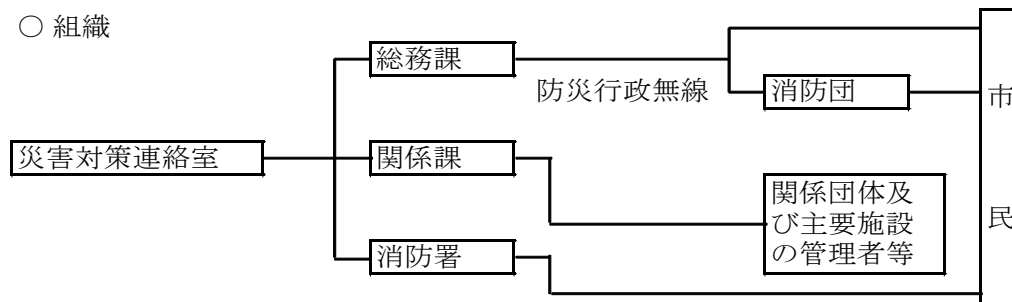 ○ 組織
総務課
防災行政無線
消防団
災害対策連絡室
関係課
関係団体及
び主要施設
の管理者等
消防署
市
民